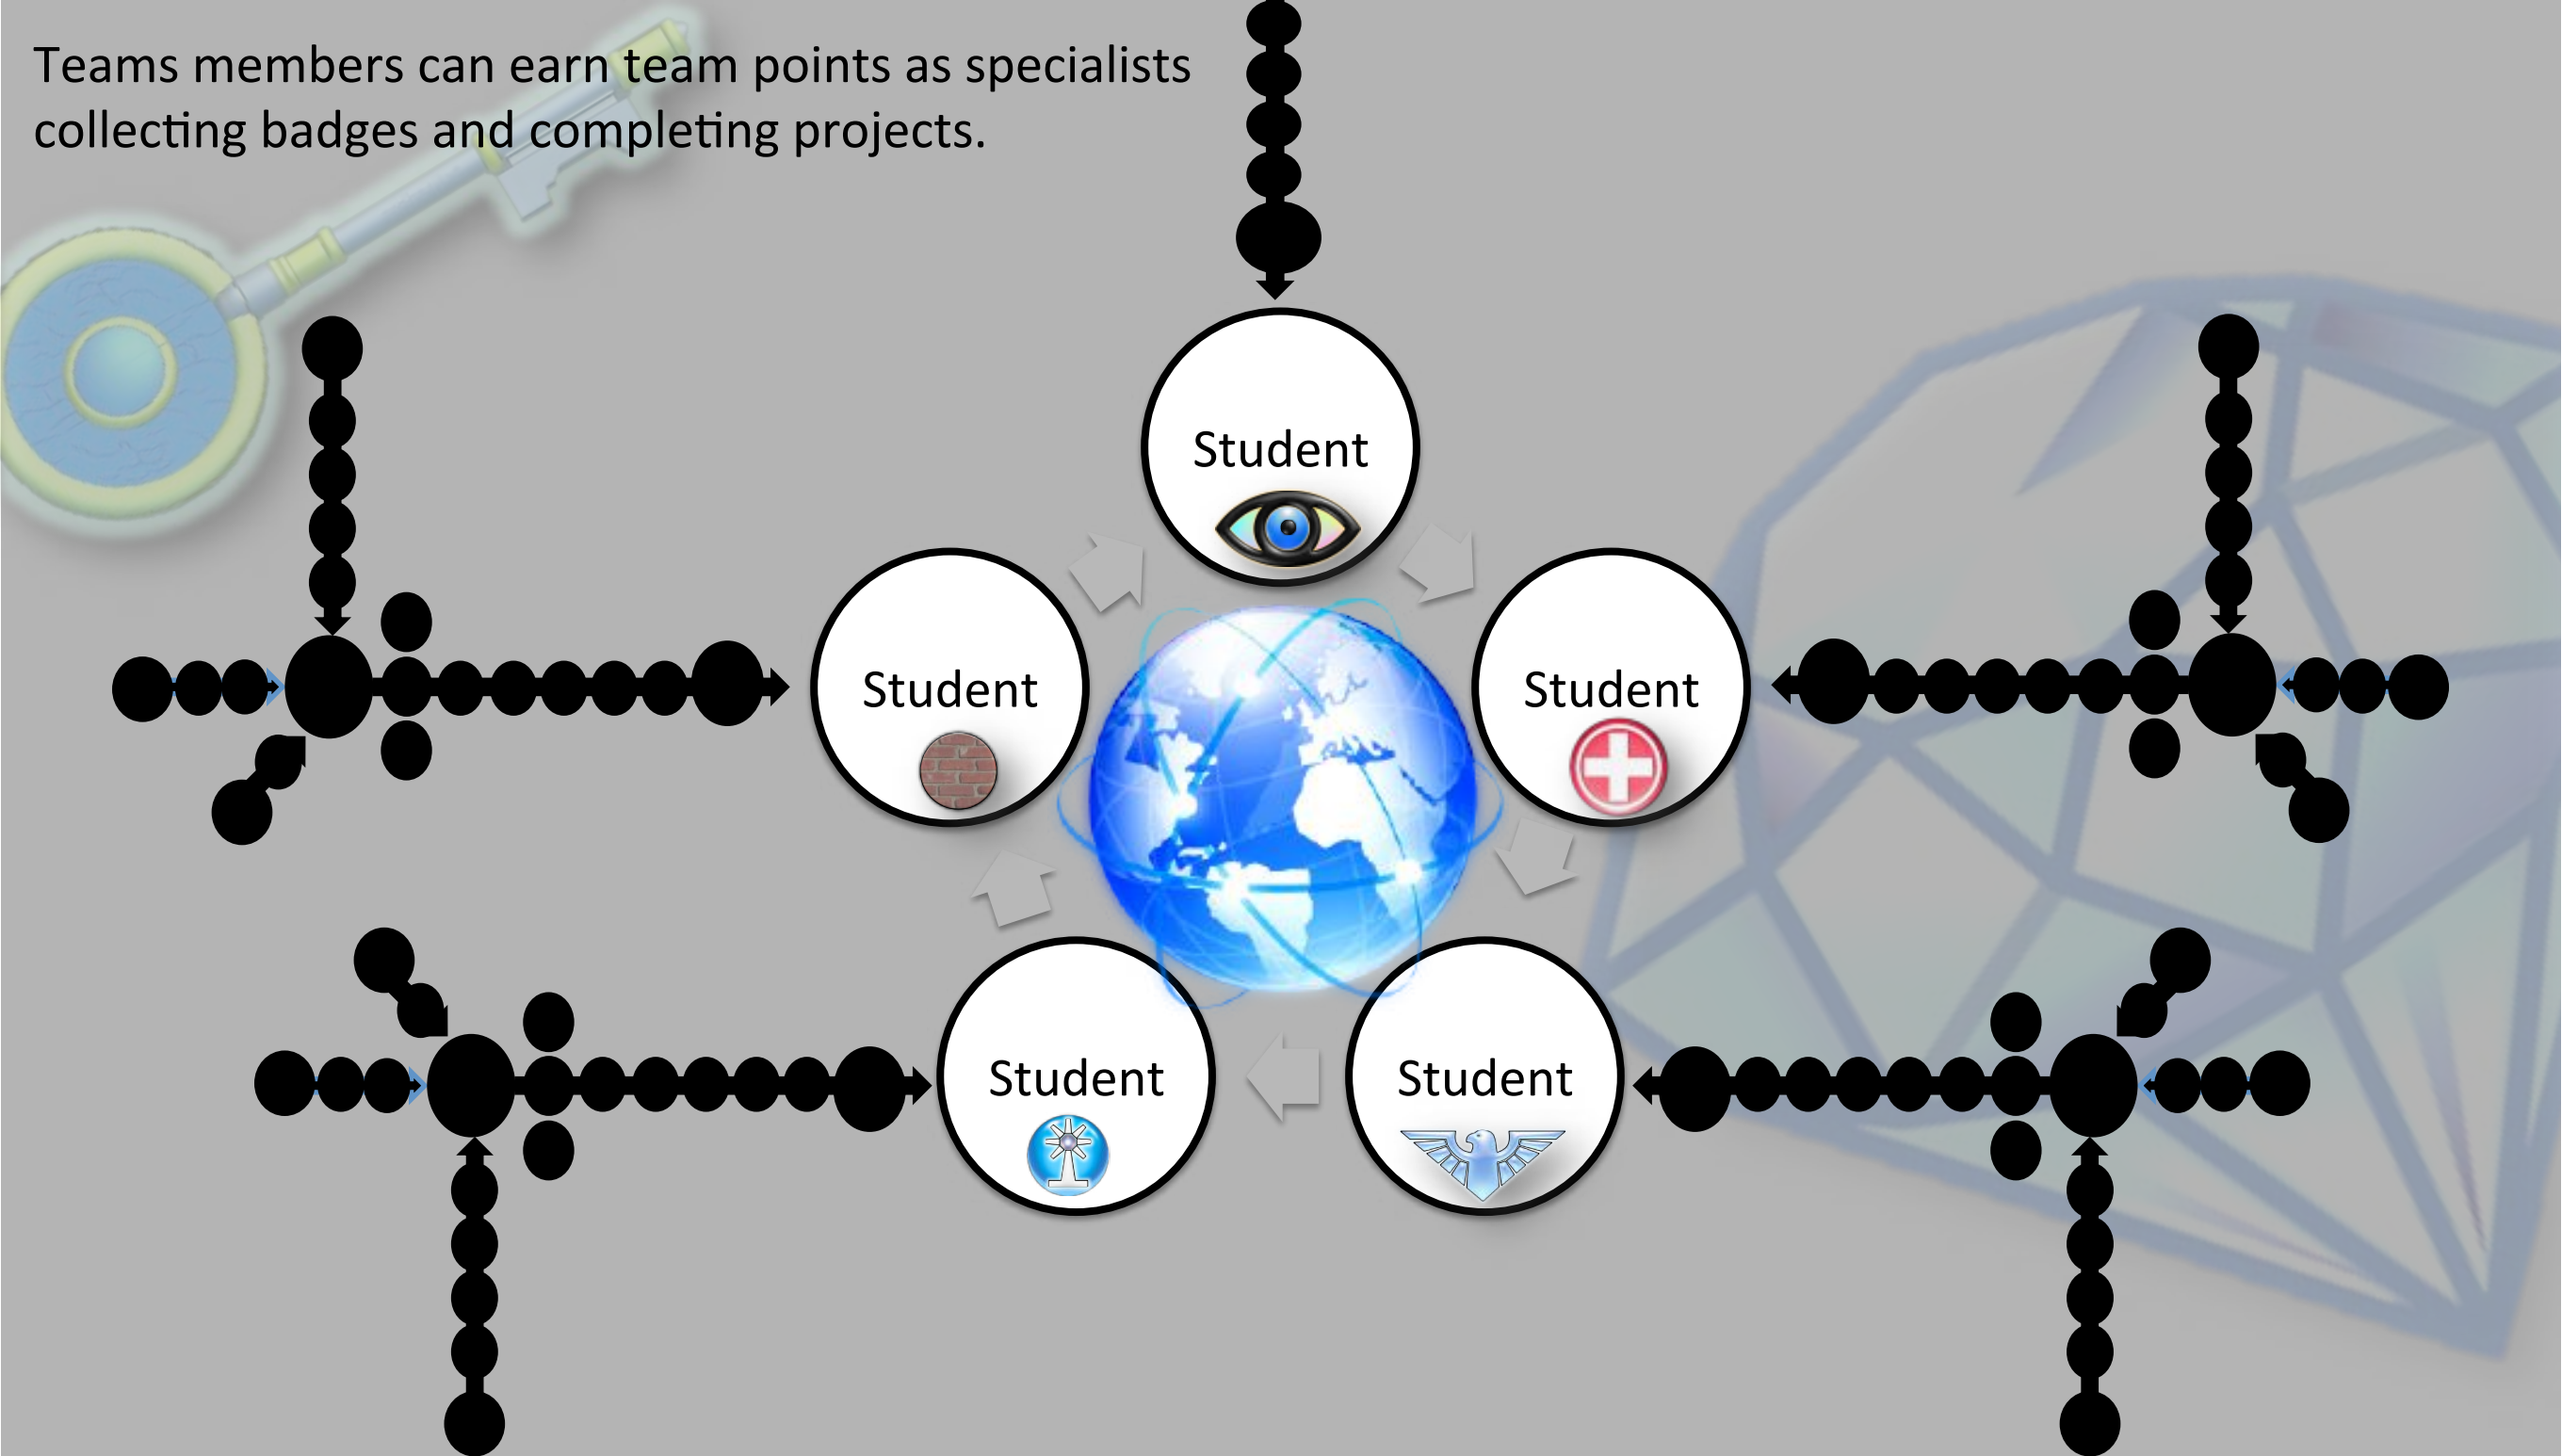 Teams members can earn team points as specialists
collecting badges and completing projects.
Student
Student
Student
Student
Student